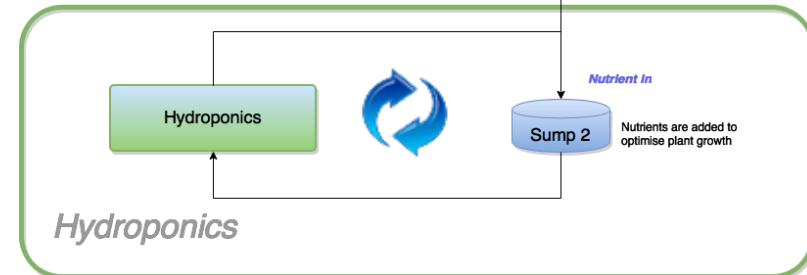 Nutrient In
Hydroponics
Sump 2
Nutrients are added to
optimise plant growth
Hydroponics